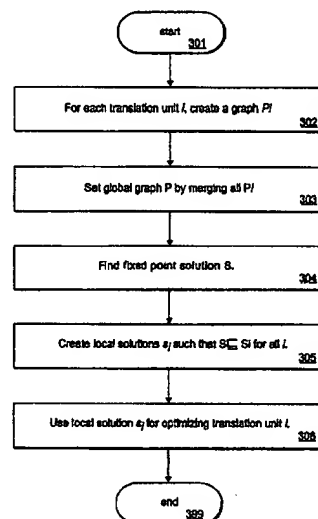 start
301
For each translation unit i, create a graph Pi
302
Set global graph P by merging all Pi
303
Find fixed point solution S.
304
Create local solutions si such that S⊑ Si for all i.
305
Use local solution si for optimizing translation unit i.
306
end
399